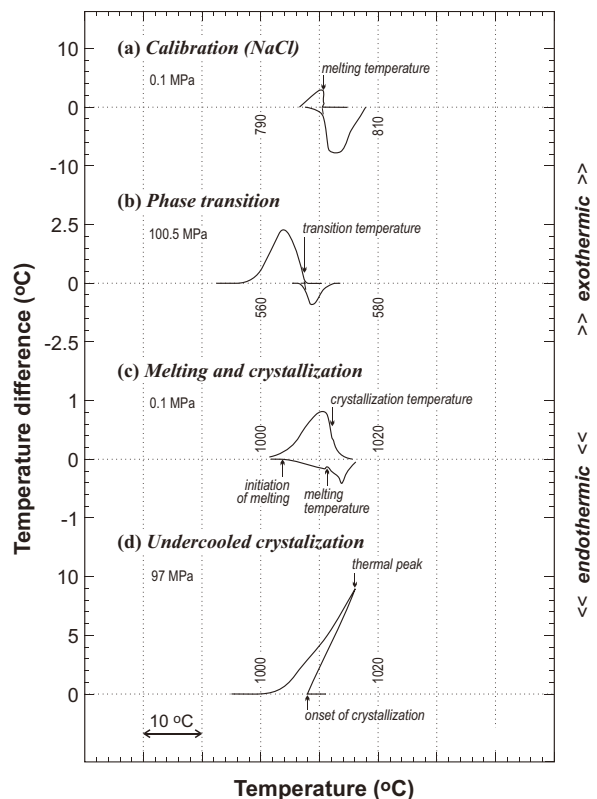 (a) Calibration (NaCl)
0.1 MPa
melting temperature
10
0
-10
790
810
(b) Phase transition
100.5 MPa
transition temperature
2.5
0
-2.5
560
580
(c) Melting and crystallization
0.1 MPa
crystallization temperature
1
0
-1
1000
1020
initiation
of melting
melting
temperature
(d) Undercooled crystalization
97 MPa
thermal peak
10
5
0
1000
1020
onset of crystallization
10 ºC
Temperature (ºC)
Temperature difference (ºC)
>> exothermic >>
<< endothermic <<